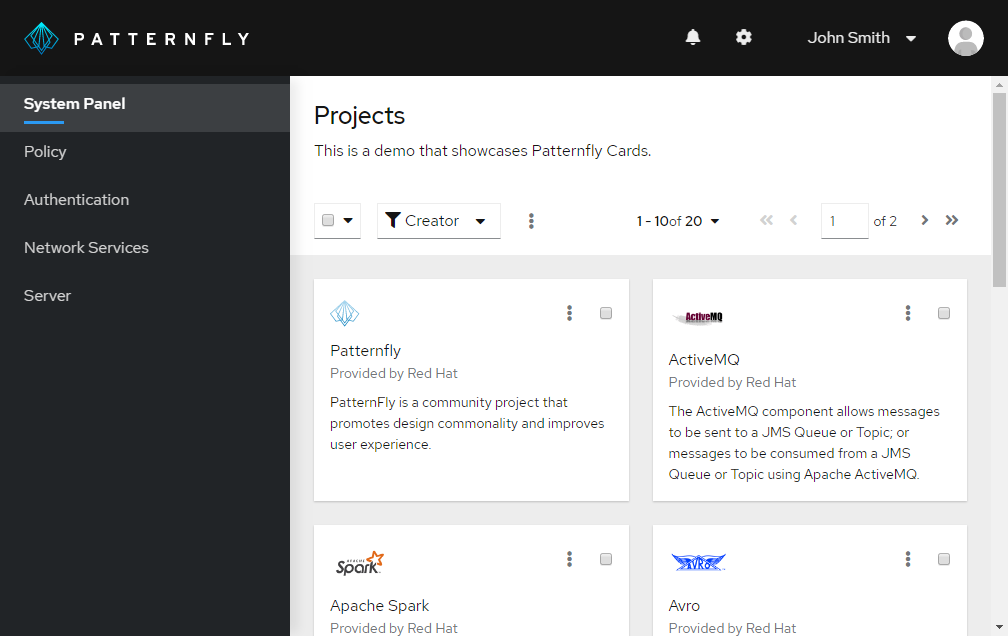 PATTERNFLY
John Smith
System Panel
Policy
Authentication
Network Services
Server
Projects
This is a demo that showcases Patternfly Cards.
Creator
1 - 10 of 20
1
of 2
Patternfly
Provided by Red Hat
PatternFly is a community project that
promotes design commonality and improves
user experience.
ActiveMQ
ActiveMQ
Provided by Red Hat
The ActiveMQ component allows messages
to be sent to a JMS Queue or Topic; or
messages to be consumed from a JMS
Queue or Topic using Apache ActiveMQ.
APACHE
Spark
Apache Spark
Provided by Red Hat
AVRO
Avro
Provided by Red Hat